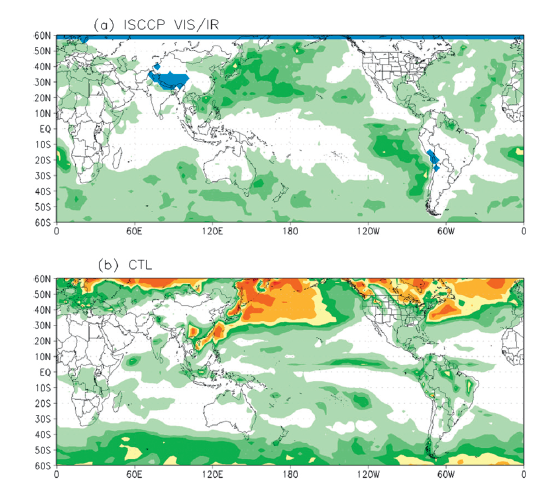 (a) ISCCP VIS/IR
60N
50N
40N
30N
20N
10N
EQ
10S
20S
30S
40S
50S
60S
0 60E 120E 180 120W 60W 0
(b) CTL
60N
50N
40N
30N
20N
10N
EQ
10S
20S
30S
40S
50S
60S
0 60E 120E 180 120W 60W 0